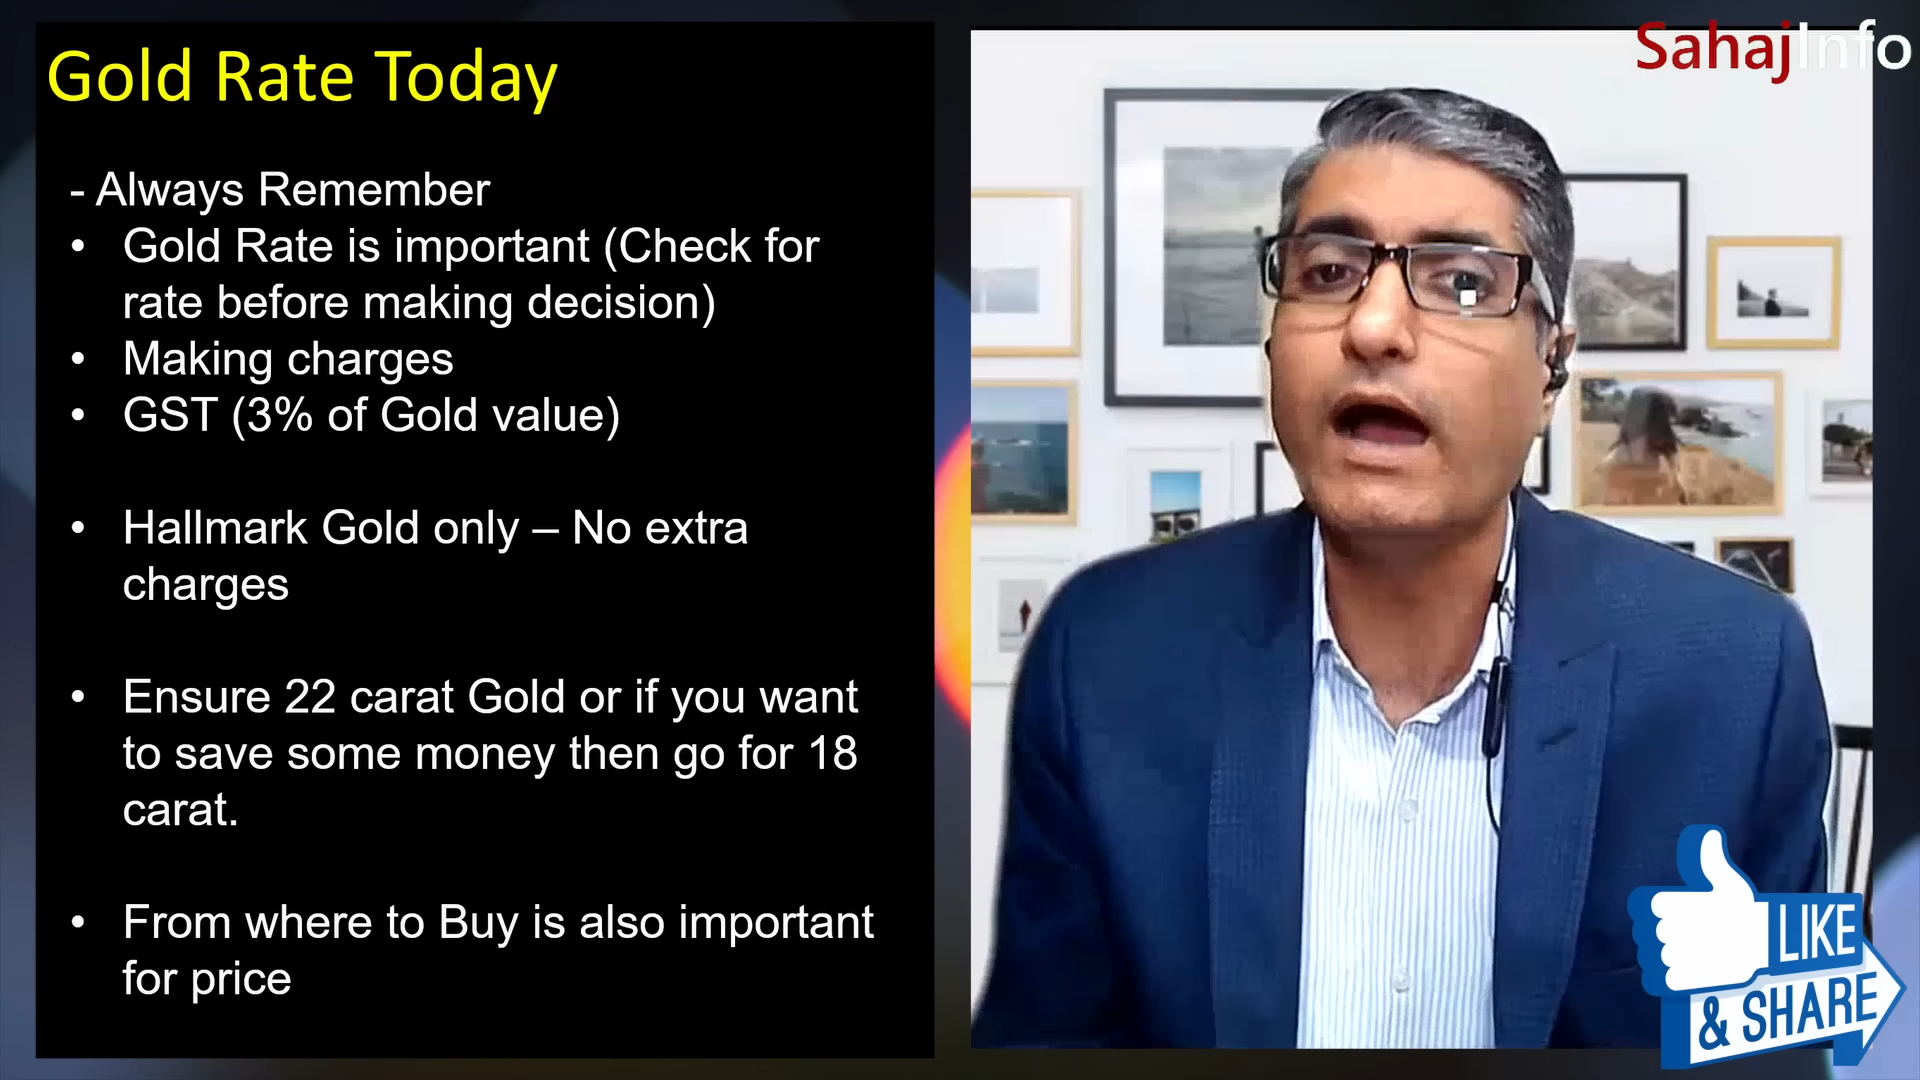 Gold Rate Today
SahajInfo
- Always Remember
• Gold Rate is important (Check for
rate before making decision)
• Making charges
• GST (3% of Gold value)
• Hallmark Gold only – No extra
charges
• Ensure 22 carat Gold or if you want
to save some money then go for 18
carat.
• From where to Buy is also important
for price
LIKE
& SHARE